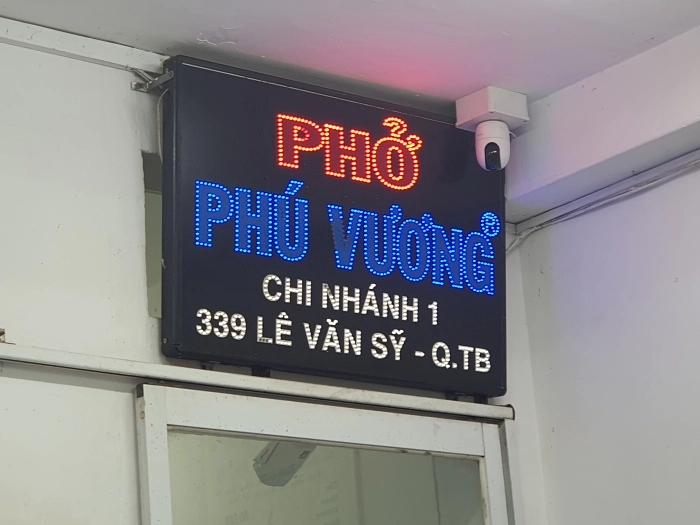 PHỞ
PHÚ VƯƠNG
CHI NHÁNH 1
339 LÊ VĂN SỸ - Q.TB